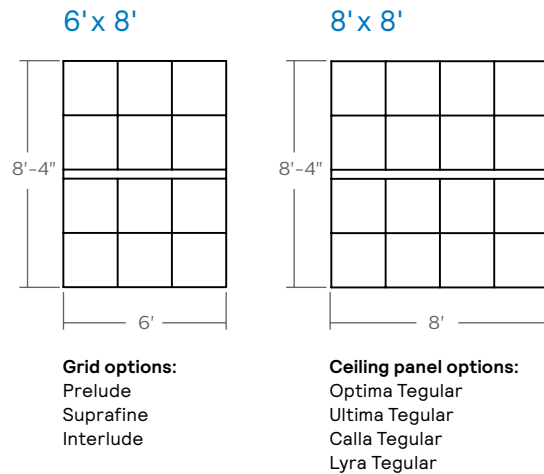 6' x 8'
8' x 8'
8'-4"
8'-4"
6'
8'
Grid options:
Prelude
Suprafine
Interlude
Ceiling panel options:
Optima Tegular
Ultima Tegular
Calla Tegular
Lyra Tegular